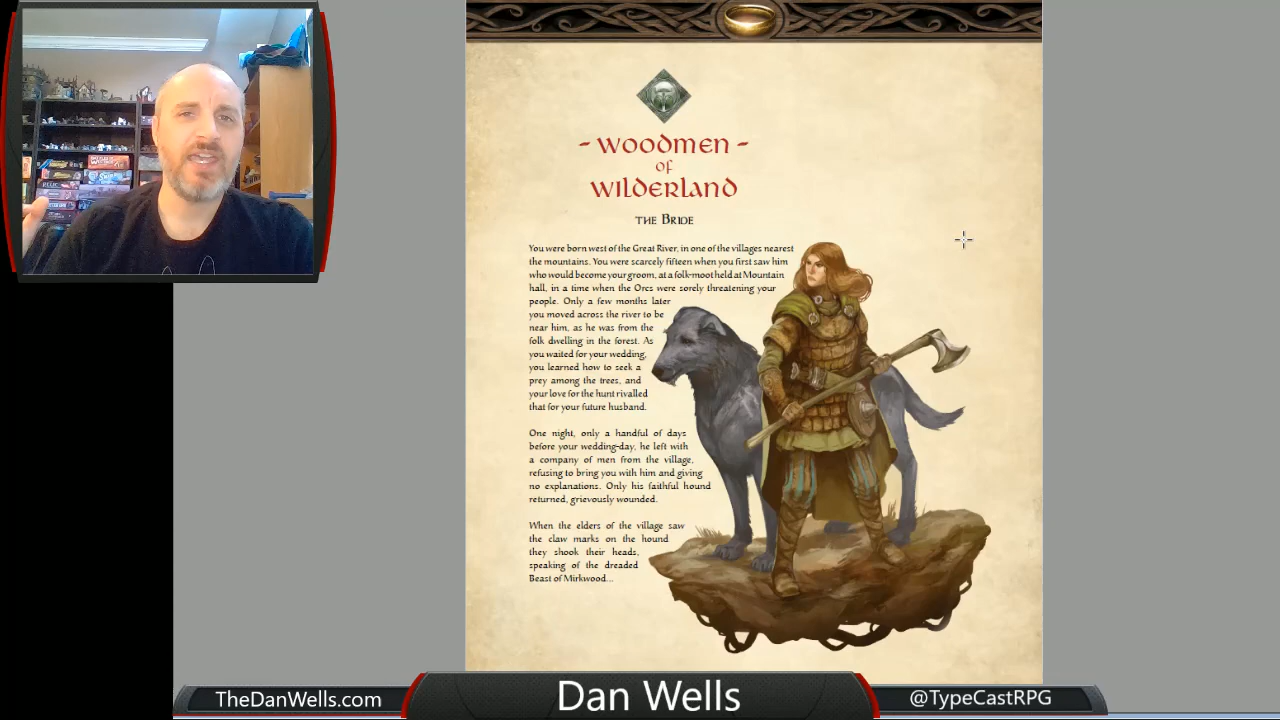 - WOODMEN -
OF
WILDERLAND
THE BRIDE
You were born west of the Great River, in one of the villages nearest
the mountains. You were scarcely fifteen when you first saw him
who would become your groom, at a folk-moot held at Mountain
hall, in a time when the Orcs were sorely threatening your
people. Only a few months later
you moved across the river to be
near him, as he was from the
folk dwelling in the forest. As
you waited for your wedding,
you learned how to seek a
prey among the trees, and
your love for the hunt rivalled
that for your future husband.
One night, only a handful of days
before your wedding-day, he left with
a company of men from the village,
refusing to bring you with him and giving
no explanations. Only his faithful hound
returned, grievously wounded.
When the elders of the village saw
the claw marks on the hound
they shook their heads,
speaking of the dreaded
Beast of Mirkwood...
TheDanWells.com
Dan Wells
@TypeCastRPG